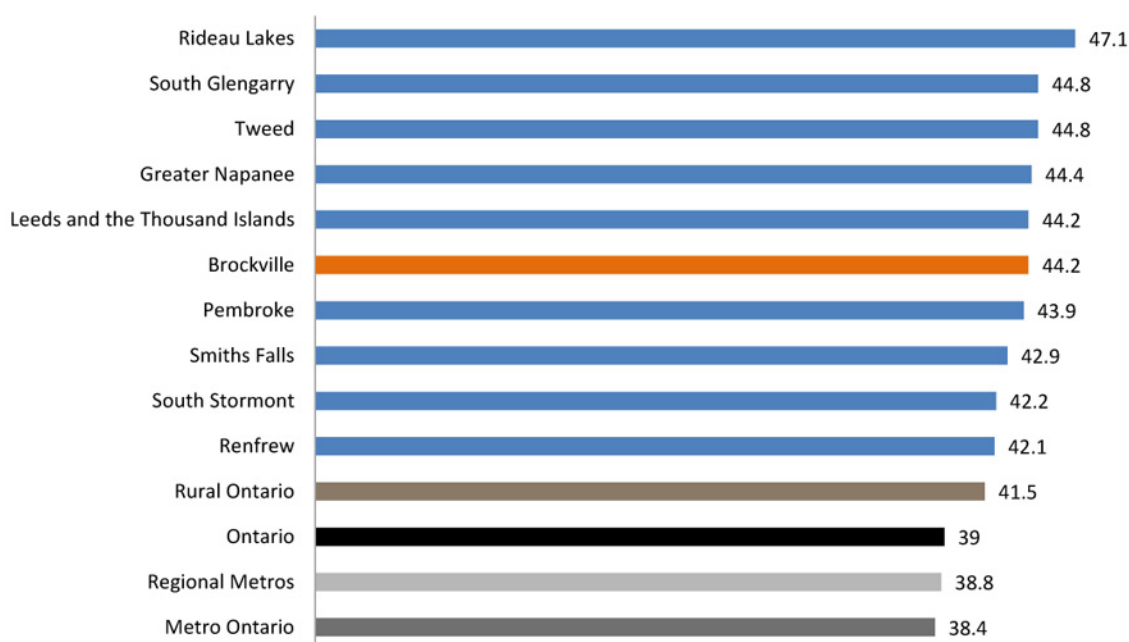 Rideau Lakes 47.1
South Glengarry 44.8
Tweed 44.8
Greater Napanee 44.4
Leeds and the Thousand Islands 44.2
Brockville 44.2
Pembroke 43.9
Smiths Falls 42.9
South Stormont 42.2
Renfrew 42.1
Rural Ontario 41.5
Ontario 39
Regional Metros 38.8
Metro Ontario 38.4